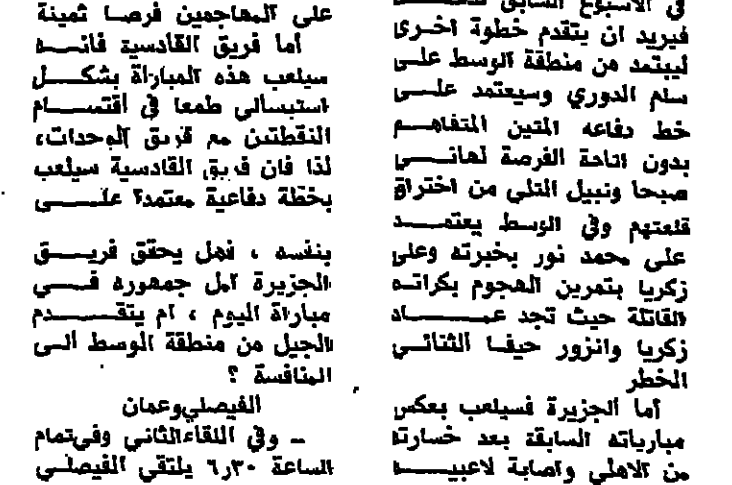 في الاسبوع السابق
فيريد ان يتقدم خطوة اخرى
ليبتعد من منطقة الوسط على
سلم الدوري وسيعتمد على
خط دفاعه المتين المتفاهم
بدون اتاحة الفرصة لهاني
صبحا ونبيل التلي من اختراق
قلعتهم وفي الوسط يعتمد
على محمد نور بخبرته وعلى
زكريا بتمرين الهجوم بكراته
القاتلة حيث تجد عماد
زكريا وانزور حيفا الثنائي
الخطر
أما الجزيرة فسيلعب بعكس
مبارياته السابقة بعد خسارته
من الاهلي واصابة لاعبيه
على المهاجمين فرصا ثمينة
أما فريق القادسية فانه
سيلعب هذه المباراة بشكل
استبسالي طمعا في اقتسام
النقطتين مع فريق الوحدات،
لذا فان فريق القادسية سيلعب
بخطة دفاعية معتمدا على
بنفسه ، فهل يحقق فريق
الجزيرة امل جمهوره في
مباراة اليوم ، ام يتقدم
الجيل من منطقة الوسط الى
المنافسة ؟
الفيصلي وعمان
ـ وفي اللقاء الثاني وفي تمام
الساعة ٦٫٣٠ يلتقي الفيصلي